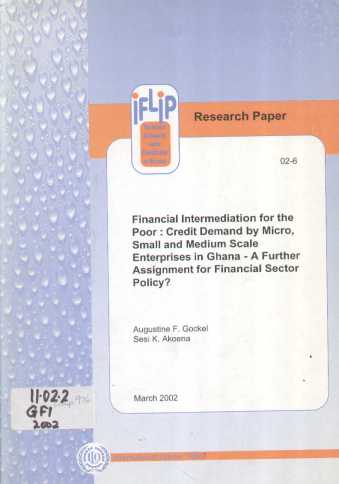 iFLiP
Research Paper
02-6
Financial Intermediation for the
Poor : Credit Demand by Micro,
Small and Medium Scale
Enterprises in Ghana - A Further
Assignment for Financial Sector
Policy?
Augustine F. Gockel
Sesi K. Akoena
March 2002
11.02.2
GFI
2002